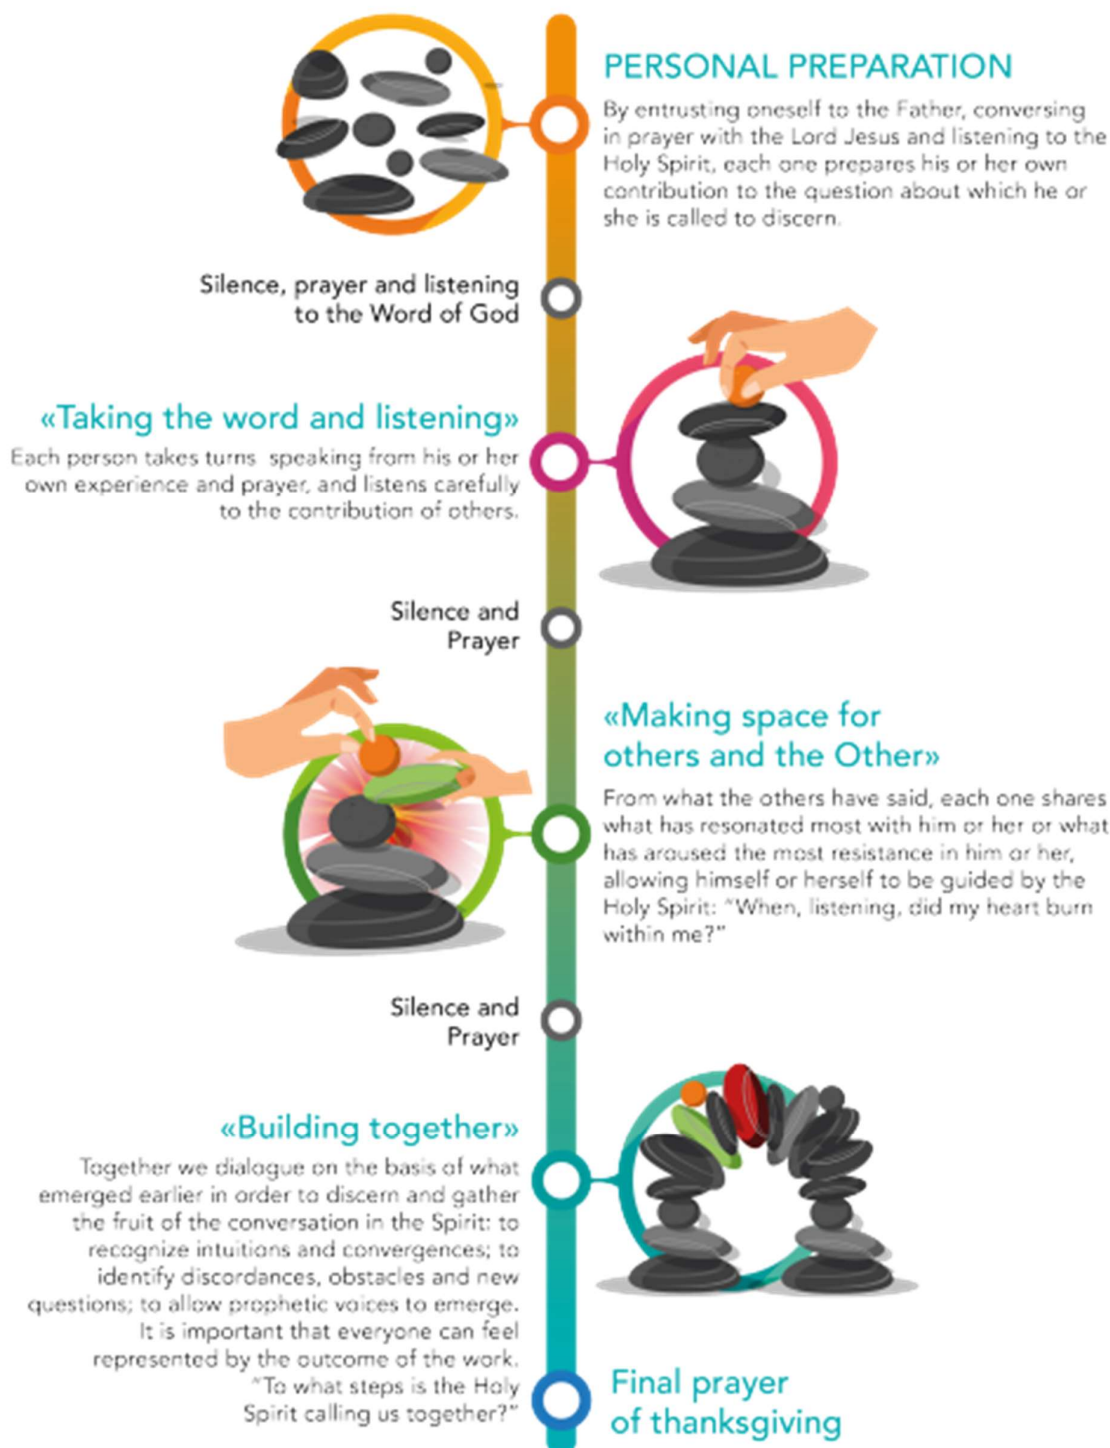 PERSONAL PREPARATION
By entrusting oneself to the Father, conversing
in prayer with the Lord Jesus and listening to the
Holy Spirit, each one prepares his or her own
contribution to the question about which he or
she is called to discern.
Silence, prayer and listening
to the Word of God
«Taking the word and listening»
Each person takes turns speaking from his or her
own experience and prayer, and listens carefully
to the contribution of others.
Silence and
Prayer
«Making space for
others and the Other»
From what the others have said, each one shares
what has resonated most with him or her or what
has aroused the most resistance in him or her,
allowing himself or herself to be guided by the
Holy Spirit: "When, listening, did my heart burn
within me?"
Silence and
Prayer
«Building together»
Together we dialogue on the basis of what
emerged earlier in order to discern and gather
the fruit of the conversation in the Spirit: to
recognize intuitions and convergences; to
identify discordances, obstacles and new
questions; to allow prophetic voices to emerge.
It is important that everyone can feel
represented by the outcome of the work.
"To what steps is the Holy
Spirit calling us together?"
Final prayer
of thanksgiving